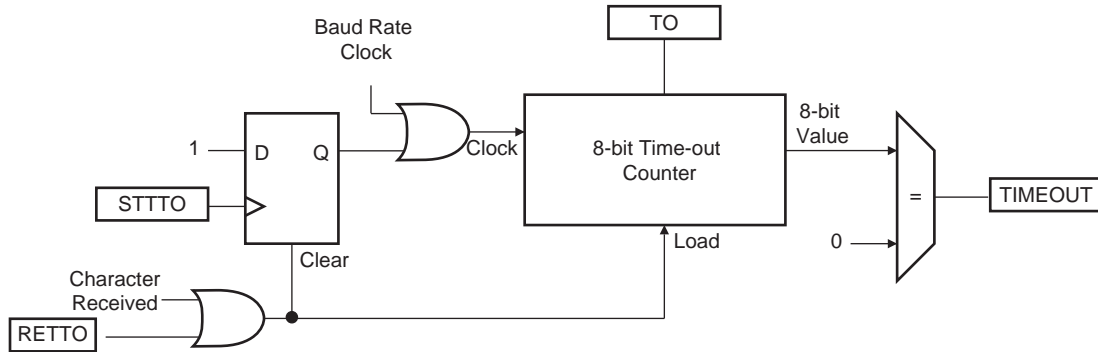 TO
Baud Rate
Clock
1
D
Q
Clock
8-bit Time-out
Counter
8-bit
Value
STTTO
=
TIMEOUT
Clear
Load
0
Character
Received
RETTO